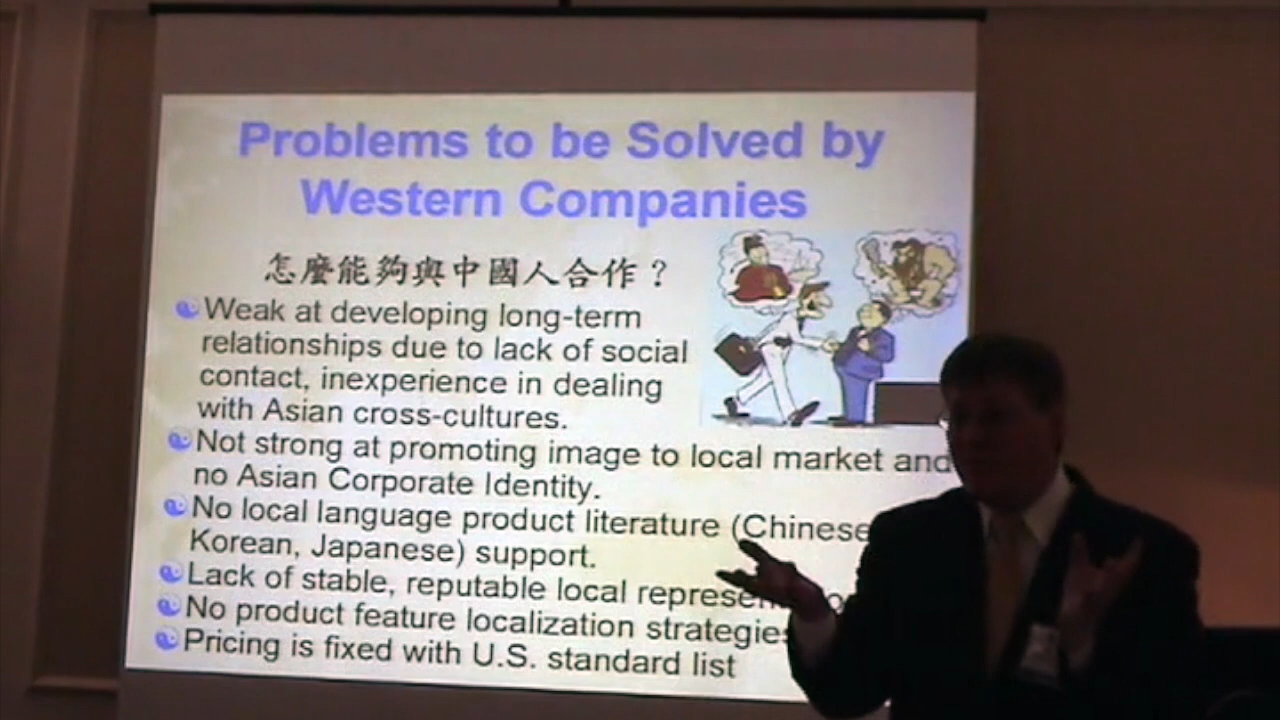 Problems to be Solved by
Western Companies
怎麼能夠與中國人合作？
Weak at developing long-term
relationships due to lack of social
contact, inexperience in dealing
with Asian cross-cultures.
Not strong at promoting image to local market and
no Asian Corporate Identity.
No local language product literature (Chinese
Korean, Japanese) support.
Lack of stable, reputable local
No product feature localization strategies
Pricing is fixed with U.S. standard list